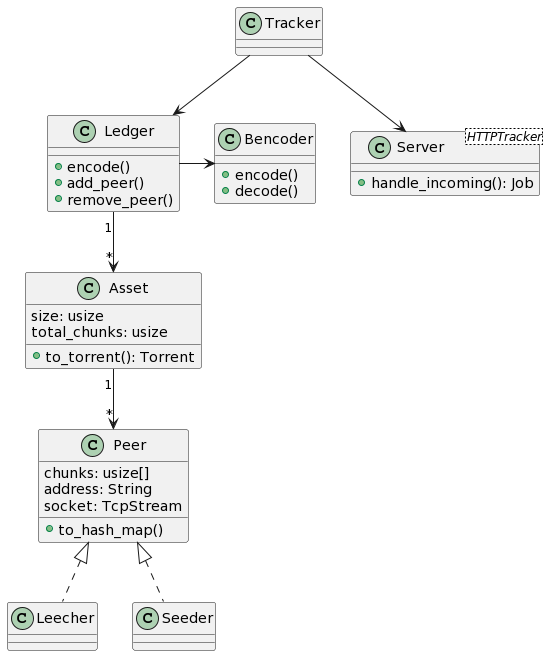 C Tracker
C Ledger
encode()
add_peer()
remove_peer()
C Bencoder
encode()
decode()
C Server
HTTPTracker
handle_incoming(): Job
1
*
C Asset
size: usize
total_chunks: usize
to_torrent(): Torrent
1
*
C Peer
chunks: usize[]
address: String
socket: TcpStream
to_hash_map()
C Leecher
C Seeder